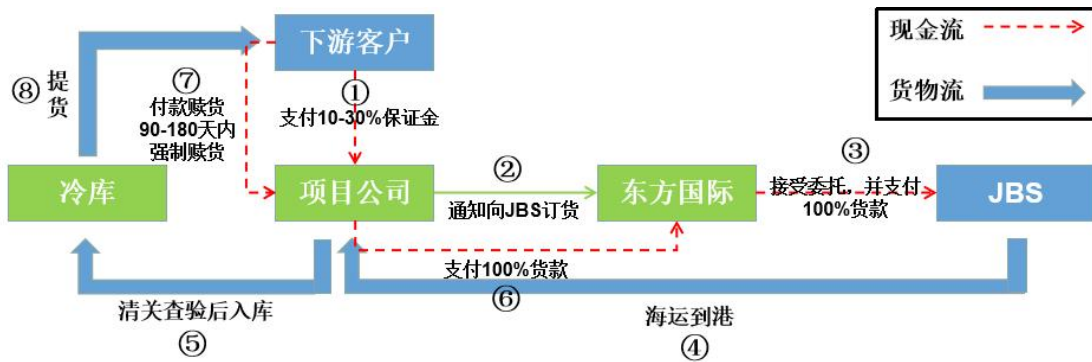 下游客户
现金流
货物流
⑧
提货
⑦
付款赎货
90-180天内
强制赎货
①
支付10-30%保证金
冷库
项目公司
②
通知向JBS订货
东方国际
③
接受委托，并支付
100%货款
JBS
支付100%货款
⑥
清关查验后入库
⑤
海运到港
④